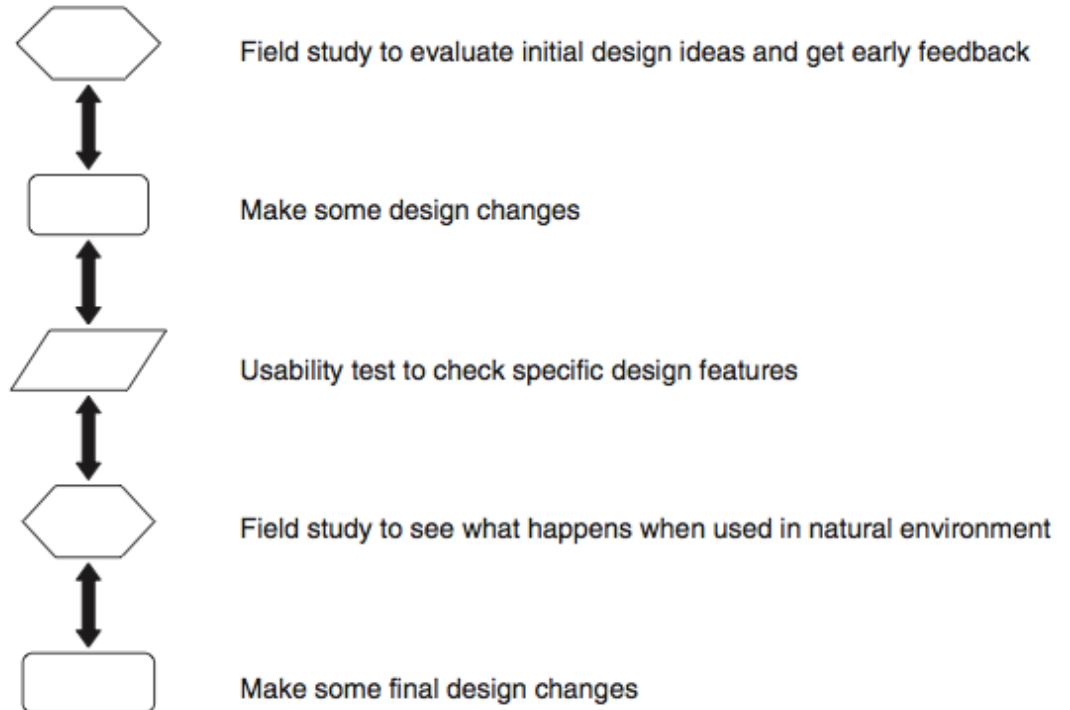 Field study to evaluate initial design ideas and get early feedback
Make some design changes
Usability test to check specific design features
Field study to see what happens when used in natural environment
Make some final design changes